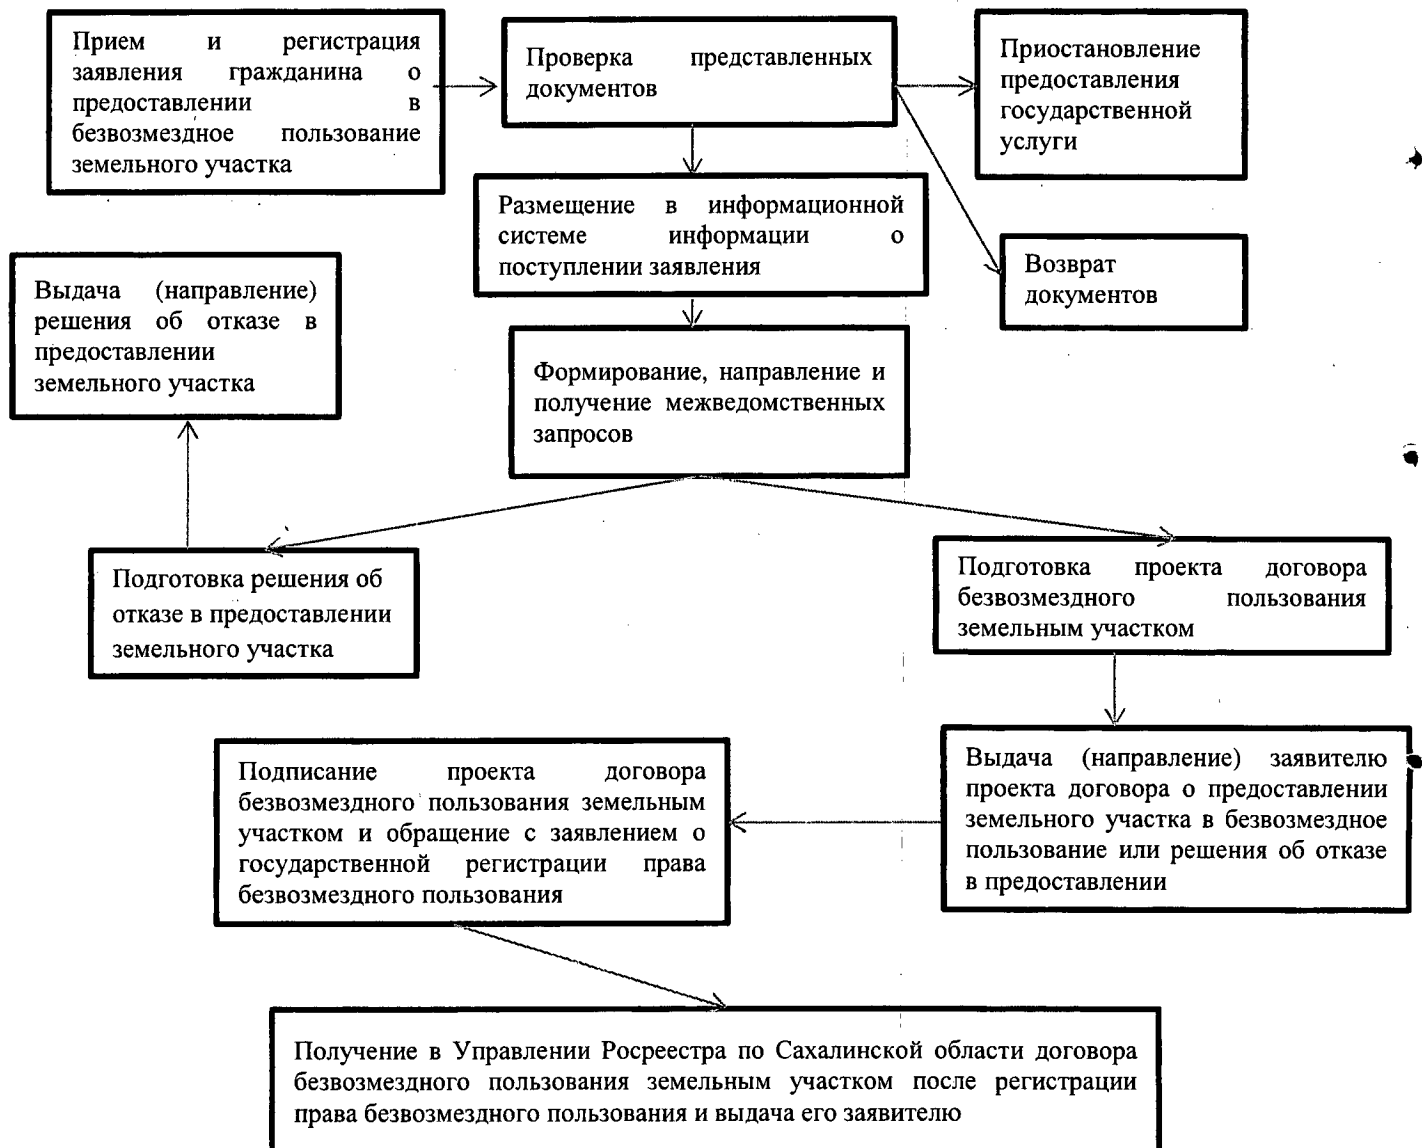 Прием и регистрация
заявления гражданина о
предоставлении в
безвозмездное пользование
земельного участка
Проверка представленных
документов
Приостановление
предоставления
государственной
услуги
Размещение в информационной
системе информации о
поступлении заявления
Возврат
документов
Выдача (направление)
решения об отказе в
предоставлении
земельного участка
Формирование, направление и
получение межведомственных
запросов
Подготовка решения об
отказе в предоставлении
земельного участка
Подготовка проекта договора
безвозмездного пользования
земельным участком
Выдача (направление) заявителю
проекта договора о предоставлении
земельного участка в безвозмездное
пользование или решения об отказе
в предоставлении
Подписание проекта договора
безвозмездного пользования земельным
участком и обращение с заявлением о
государственной регистрации права
безвозмездного пользования
Получение в Управлении Росреестра по Сахалинской области договора
безвозмездного пользования земельным участком после регистрации
права безвозмездного пользования и выдача его заявителю